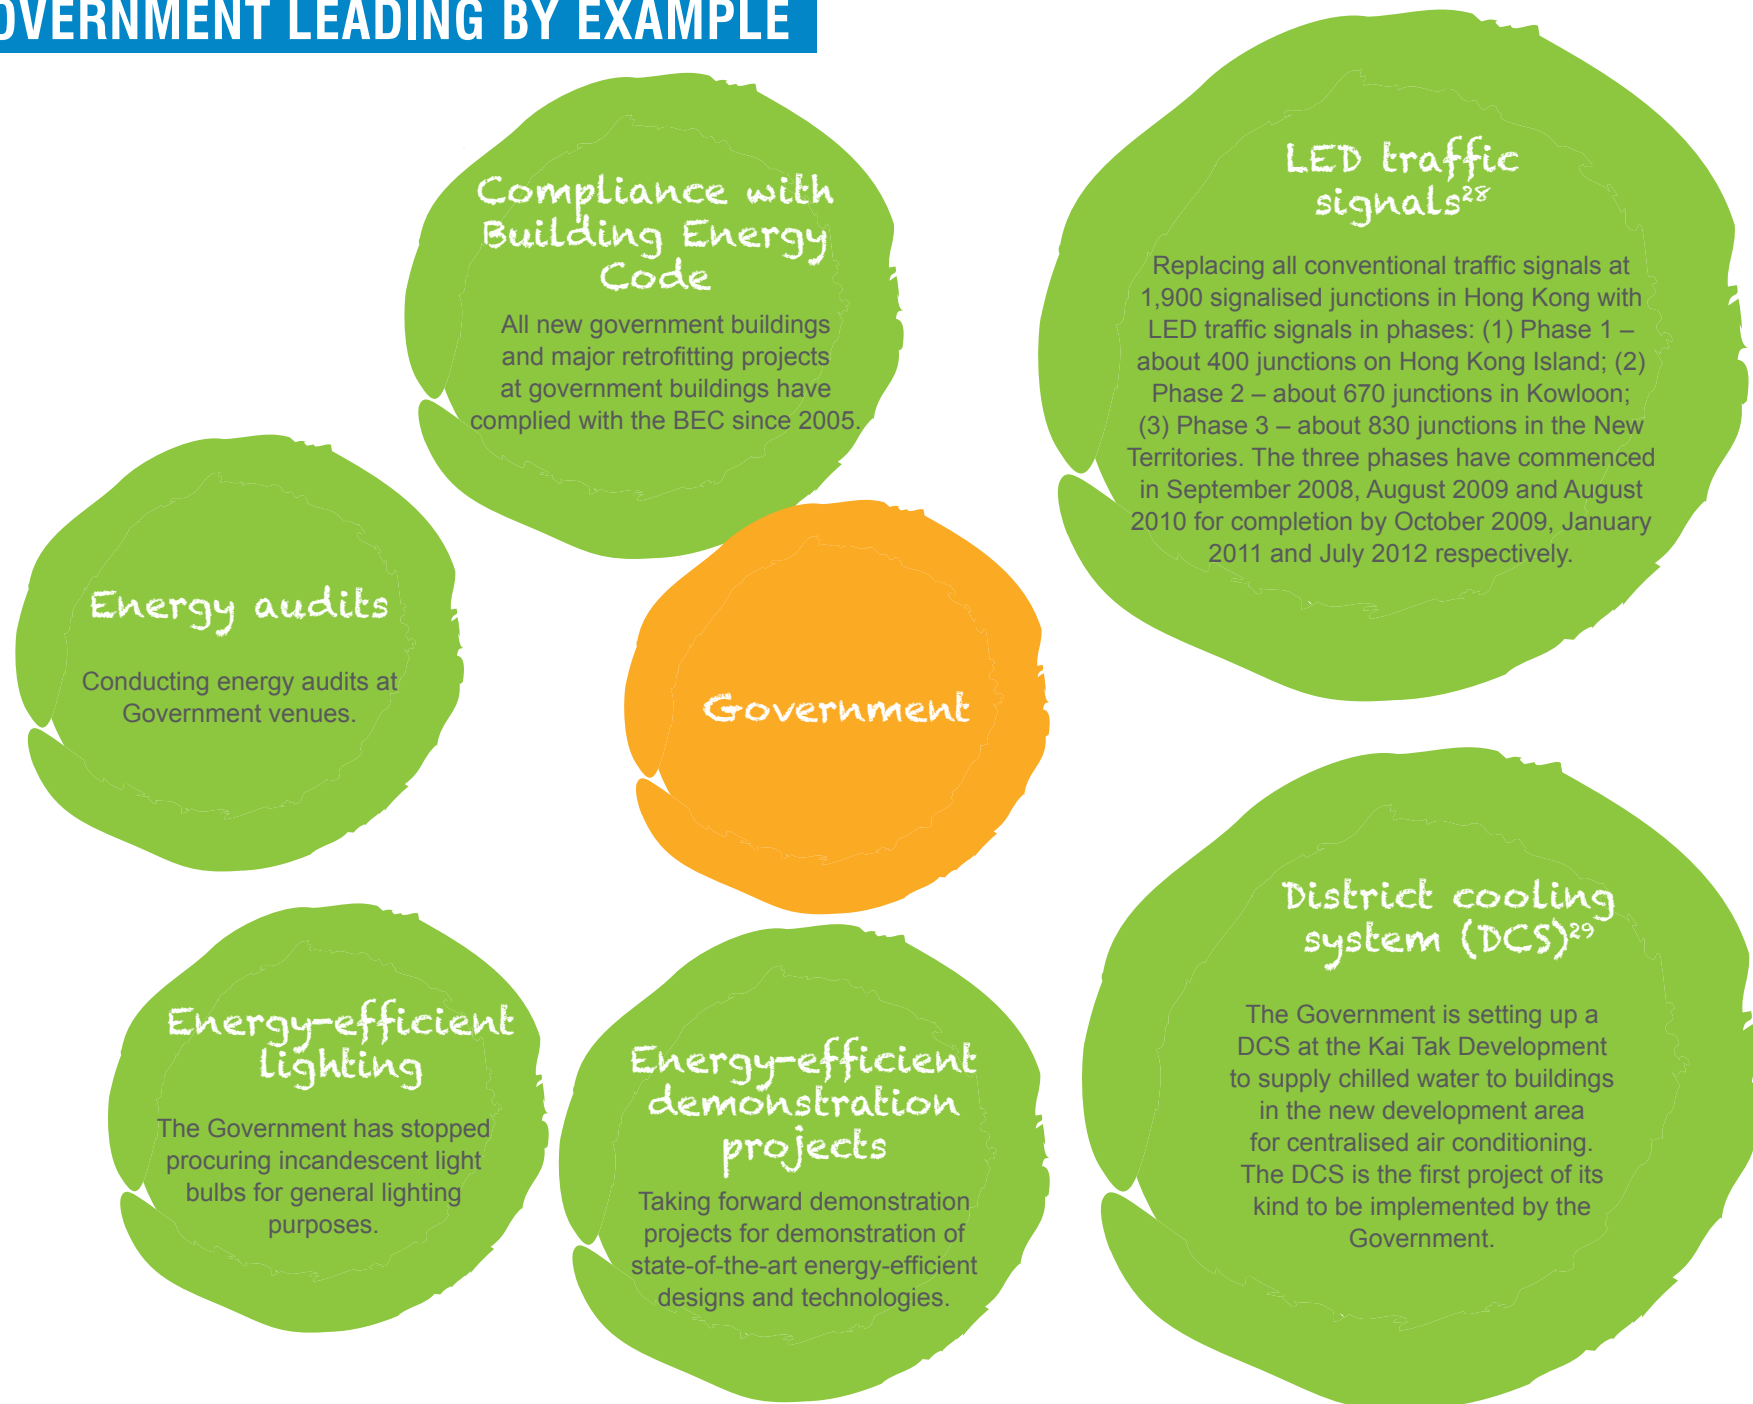 OVERNMENT LEADING BY EXAMPLE
Compliance with
Building Energy
Code
All new government buildings
and major retrofitting projects
at government buildings have
complied with the BEC since 2005.
LED traffic
signals28
Replacing all conventional traffic signals at
1,900 signalised junctions in Hong Kong with
LED traffic signals in phases: (1) Phase 1 –
about 400 junctions on Hong Kong Island; (2)
Phase 2 – about 670 junctions in Kowloon;
(3) Phase 3 – about 830 junctions in the New
Territories. The three phases have commenced
in September 2008, August 2009 and August
2010 for completion by October 2009, January
2011 and July 2012 respectively.
Energy audits
Conducting energy audits at
Government venues.
Government
Energy-efficient
lighting
The Government has stopped
procuring incandescent light
bulbs for general lighting
purposes.
Energy-efficient
demonstration
projects
Taking forward demonstration
projects for demonstration of
state-of-the-art energy-efficient
designs and technologies.
District cooling
system (DCS)29
The Government is setting up a
DCS at the Kai Tak Development
to supply chilled water to buildings
in the new development area
for centralised air conditioning.
The DCS is the first project of its
kind to be implemented by the
Government.